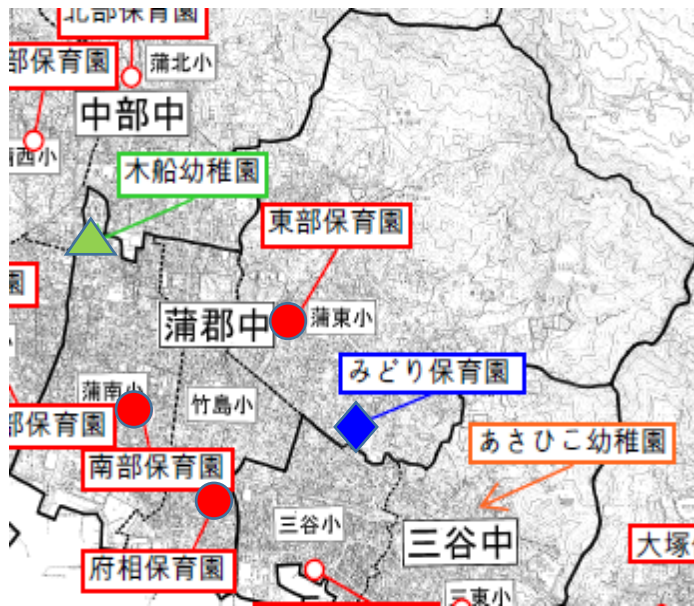 北部保育園
部保育園
蒲北小
中部中
西小
木船幼稚園
東部保育園
園
蒲郡中
蒲東小
みどり保育園
蒲南小
竹島小
部保育園
あさひこ幼稚園
南部保育園
三谷小
三谷中
大塚
府相保育園
三東小